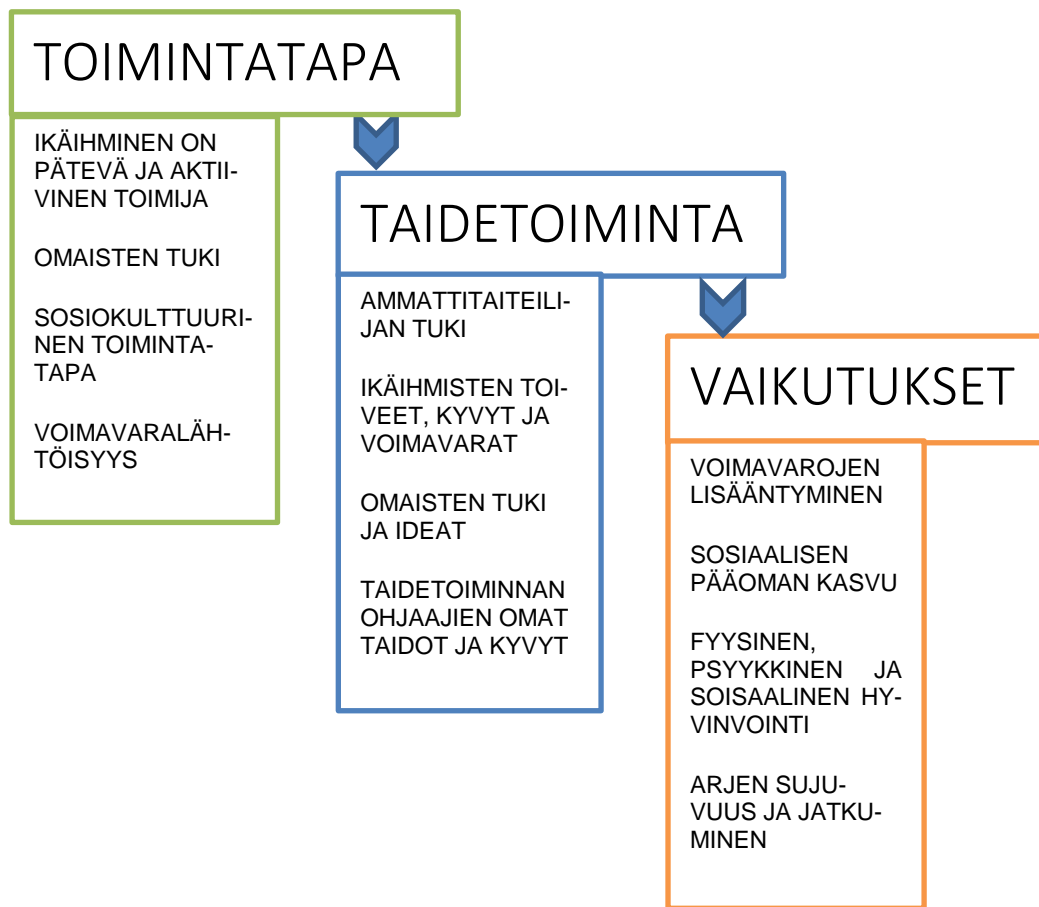 TOIMINTATAPA
IKÄIHMINEN ON
PÄTEVÄ JA AKTII-
VINEN TOIMIJA
OMAISTEN TUKI
SOSIOKULTTUURI-
NEN TOIMINTA-
TAPA
VOIMAVARALÄH-
TÖISYYS
TAIDETOIMINTA
AMMATTITAITEILI-
JAN TUKI
IKÄIHMISTEN TOI-
VEET, KYVYT JA
VOIMAVARAT
OMAISTEN TUKI
JA IDEAT
TAIDETOIMINNAN
OHJAAJIEN OMAT
TAIDOT JA KYVYT
VAIKUTUKSET
VOIMAVAROJEN
LISÄÄNTYMINEN
SOSIAALISEN
PÄÄOMAN KASVU
FYYSINEN,
PSYYKKINEN JA
SOISAALINEN HY-
VINVOINTI
ARJEN SUJU-
VUUS JA JATKU-
MINEN